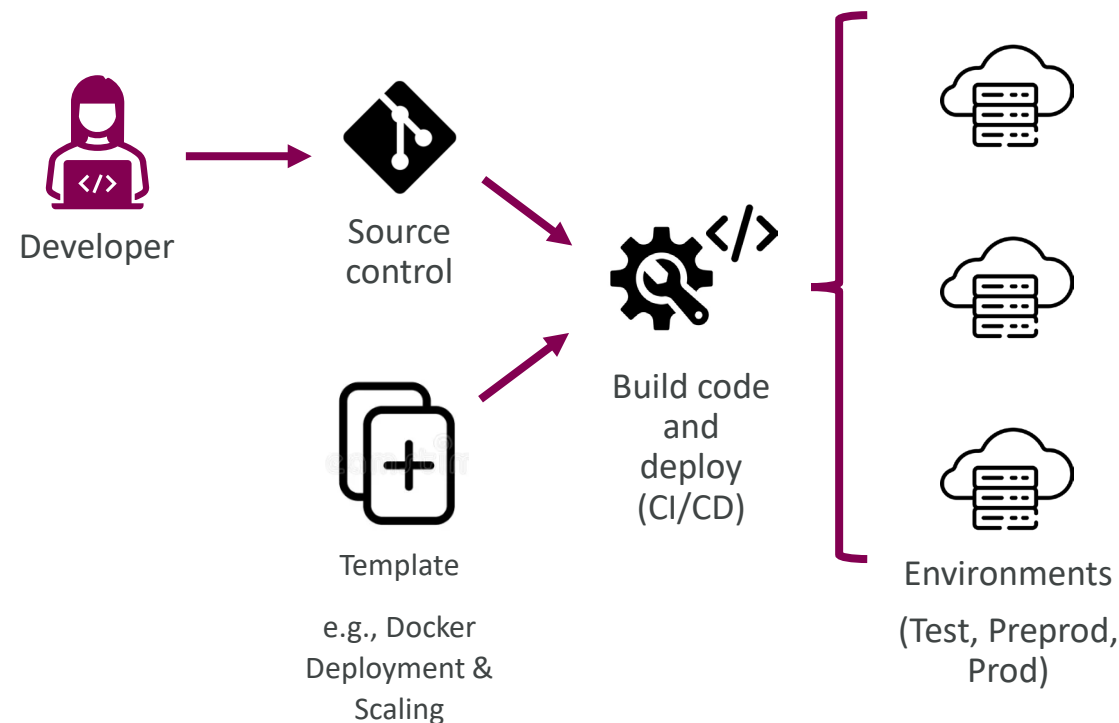 </>
Developer
Source
control
</>
Build code
and
deploy
(CI/CD)
Template
e.g., Docker
Deployment &
Scaling
Environments
(Test, Preprod,
Prod)